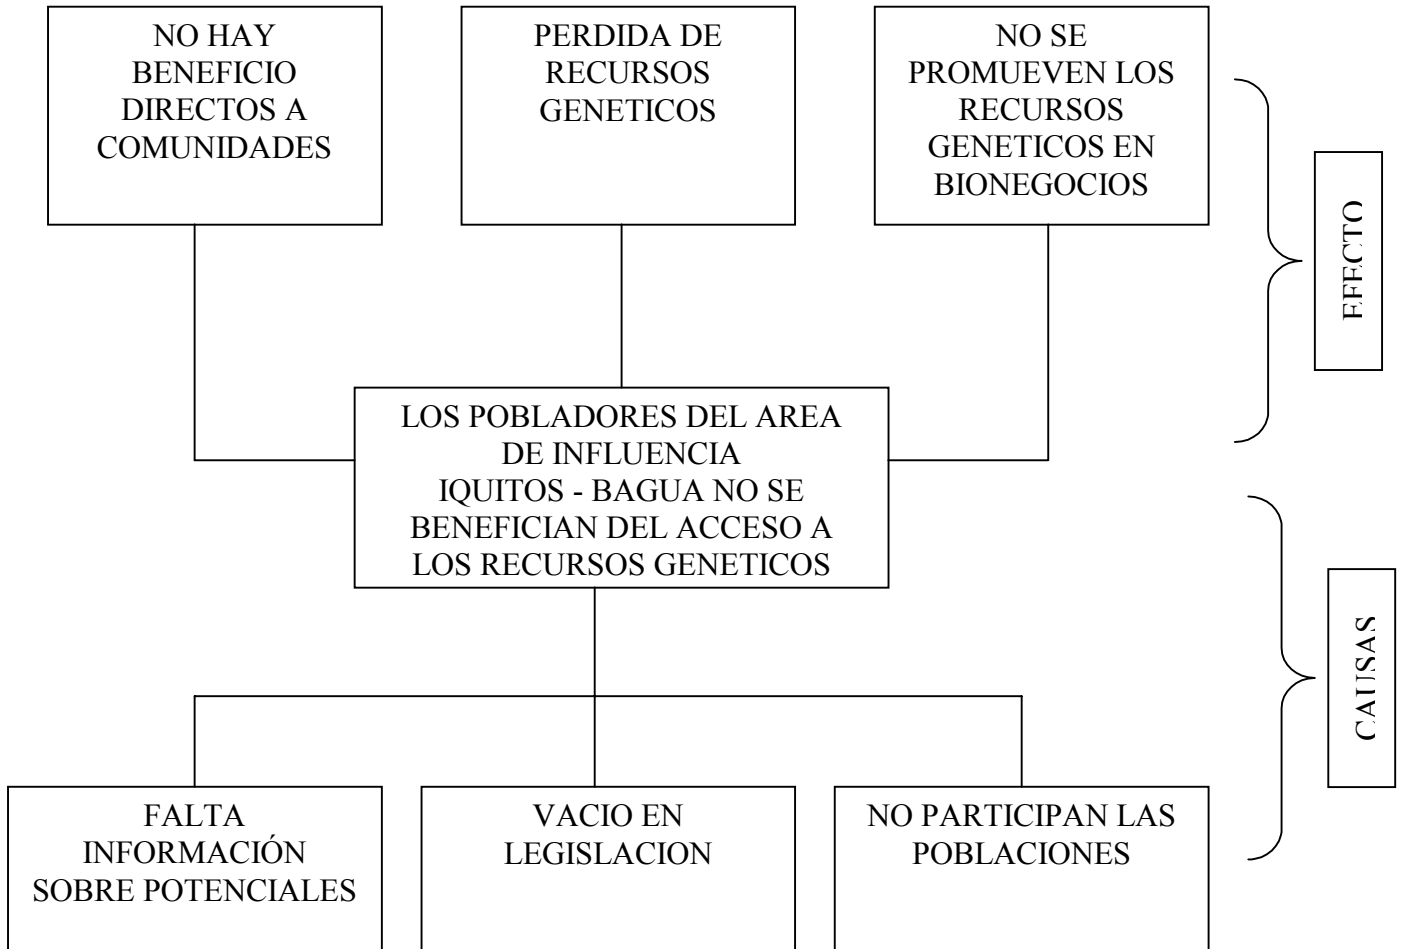 NO HAY
BENEFICIO
DIRECTOS A
COMUNIDADES
PERDIDA DE
RECURSOS
GENETICOS
NO SE
PROMUEVEN LOS
RECURSOS
GENETICOS EN
BIONEGOCIOS
EFECTO
LOS POBLADORES DEL AREA
DE INFLUENCIA
IQUITOS - BAGUA NO SE
BENEFICIAN DEL ACCESO A
LOS RECURSOS GENETICOS
CAUSAS
FALTA
INFORMACIÓN
SOBRE POTENCIALES
VACIO EN
LEGISLACION
NO PARTICIPAN LAS
POBLACIONES